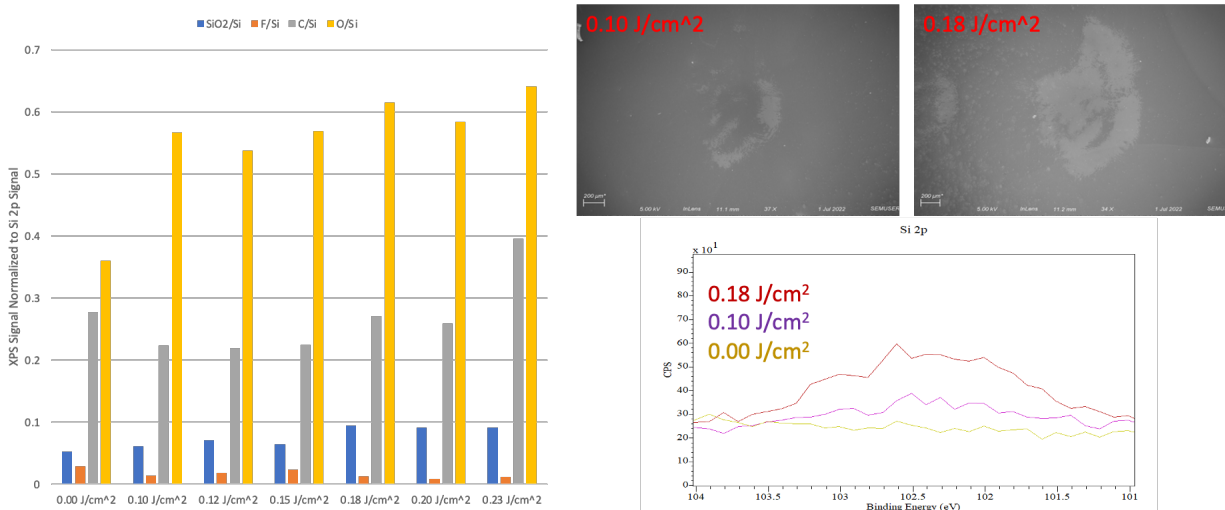 SiO2/Si F/Si C/Si O/Si
XPS Signal Normalized to Si 2p Signal
0.7
0.6
0.5
0.4
0.3
0.2
0.1
0
0.00 J/cm^2 0.10 J/cm^2 0.12 J/cm^2 0.15 J/cm^2 0.18 J/cm^2 0.20 J/cm^2 0.23 J/cm^2
0.10 J/cm^2
200 µm*
5.00 kV InLens 11.1 mm 37 X 1 Jul 2022 SEMUSER
0.18 J/cm^2
200 µm*
5.00 kV InLens 11.2 mm 34 X 1 Jul 2022 SEMUSER
Si 2p
x 10¹
90
80
70
60
50
40
30
20
10
0
CPS
0.18 J/cm²
0.10 J/cm²
0.00 J/cm²
104 103.5 103 102.5 102 101.5 101
Binding Energy (eV)